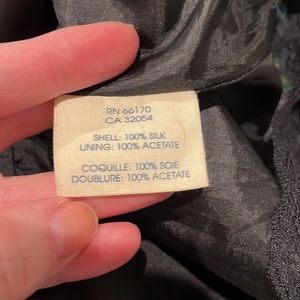 RN 66170
CA 32054
SHELL: 100% SILK
LINING: 100% ACETATE
COQUILLE: 100% SOIE
DOUBLURE: 100% ACETATE